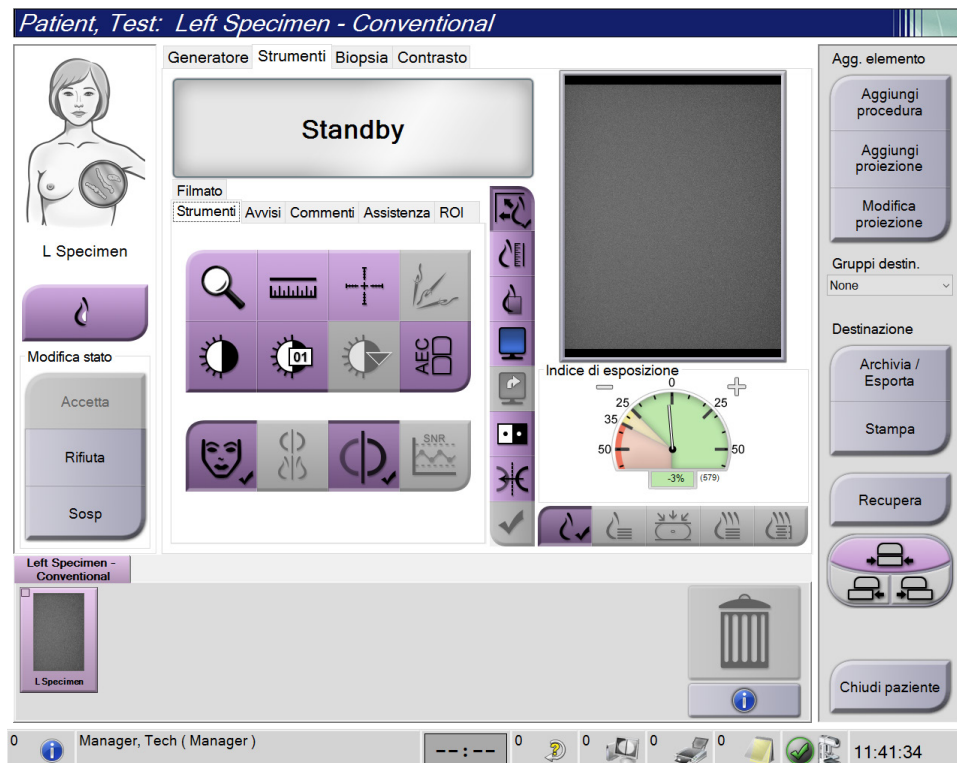 Patient, Test: Left Specimen - Conventional
Generatore Strumenti Biopsia Contrasto
Standby
Filmato
Strumenti Avvisi Commenti Assistenza ROI
L Specimen
Modifica stato
Accetta
Rifiuta
Sosp
01
AEC
SNR
Indice di esposizione
0
25 25
35
50 50
-3% (579)
Agg. elemento
Aggiungi
procedura
Aggiungi
proiezione
Modifica
proiezione
Gruppi destin.
None
Destinazione
Archivia /
Esporta
Stampa
Recupera
Chiudi paziente
Left Specimen -
Conventional
L Specimen
0 Manager, Tech ( Manager ) --:-- 0 0 0 0 11:41:34